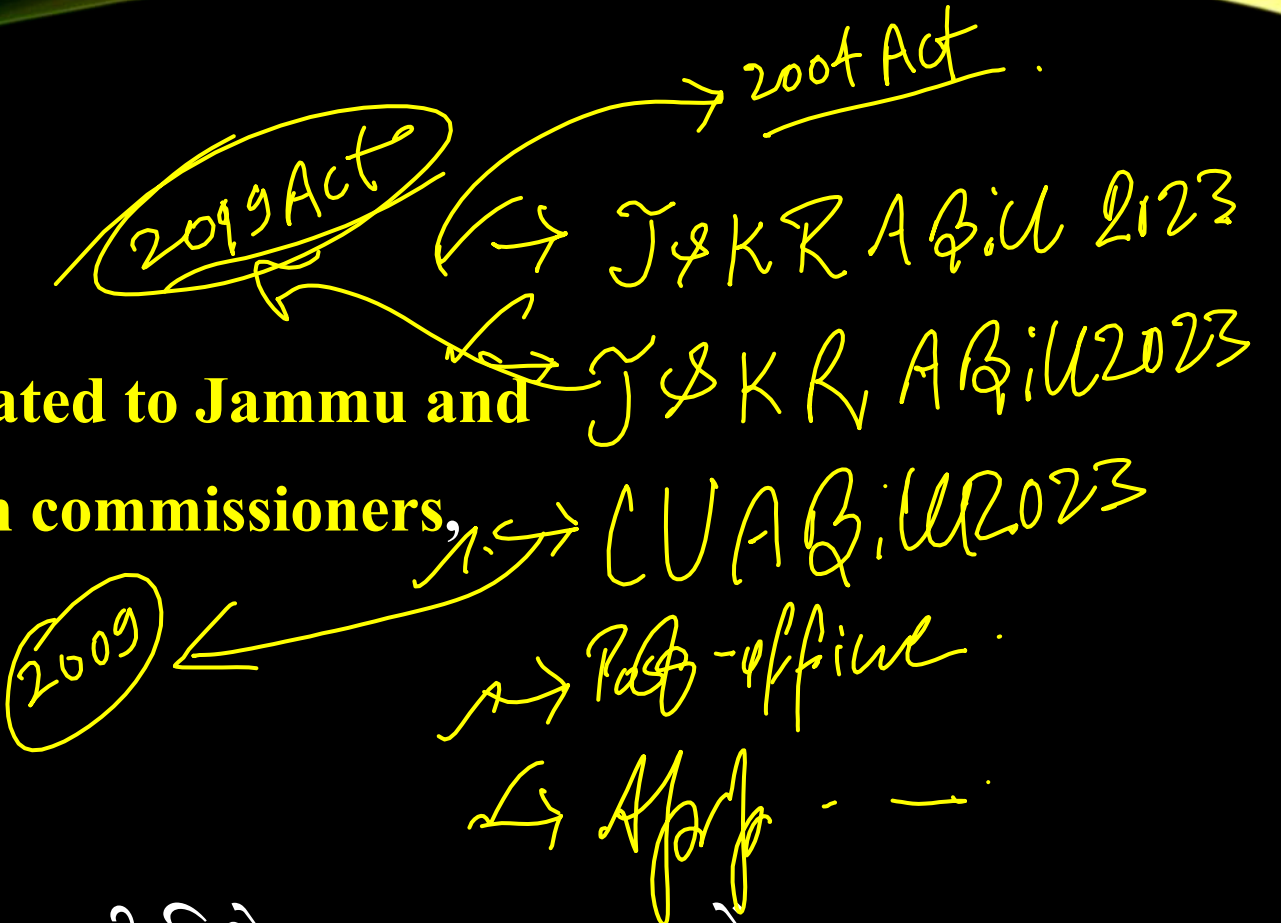 2004 Act.
2019 Act
J&K R A Bill 2023
J&K R A Bill 2023
ated to Jammu and
n commissioners,
CUA Bill 2023
2009
Post-office.